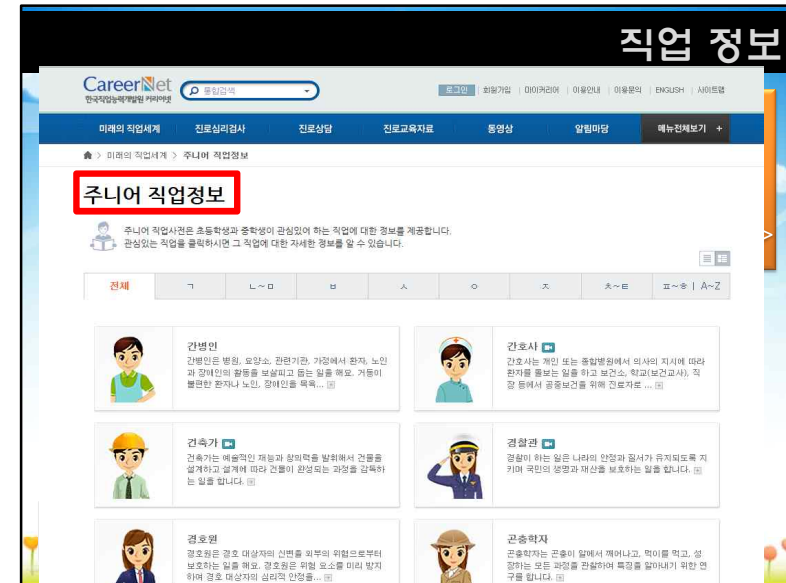 직업 정보
CareerNet
한국직업능력개발원 커리어넷
통합검색
로그인 | 회원가입 | 마이커리어 | 이용안내 | 이용문의 | ENGLISH | 사이트맵
미래의 직업세계 진로심리검사 진로상담 진로교육자료 동영상 알림마당 메뉴전체보기 +
> 미래의 직업세계 > 주니어 직업정보
주니어 직업정보
주니어 직업사전은 초등학생과 중학생이 관심있어 하는 직업에 대한 정보를 제공합니다.
관심있는 직업을 클릭하시면 그 직업에 대한 자세한 정보를 알 수 있습니다.
>
전체 ㄱ ㄴ~ㅁ ㅂ ㅅ ㅇ ㅈ ㅊ~ㅌ ㅍ~ㅎ | A~Z
간병인
간병인은 병원, 요양소, 관련기관, 가정에서 환자, 노인
과 장애인의 활동을 보살피고 돕는 일을 해요. 거동이
불편한 환자나 노인, 장애인을 목욕...
간호사
간호사는 개인 또는 종합병원에서 의사의 지시에 따라
환자를 돌보는 일을 하고 보건소, 학교(보건교사), 직
장 등에서 공중보건을 위해 진료자로 ...
건축가
건축가는 예술적인 재능과 창의력을 발휘해서 건물을
설계하고 설계에 따라 건물이 완성되는 과정을 감독하
는 일을 합니다.
경찰관
경찰이 하는 일은 나라의 안정과 질서가 유지되도록 지
키며 국민의 생명과 재산을 보호하는 일을 합니다.
경호원
경호원은 경호 대상자의 신변을 외부의 위험으로부터
보호하는 일을 해요. 경호원은 위험 요소를 미리 방지
하여 경호 대상자의 심리적 안정을...
곤충학자
곤충학자는 곤충이 알에서 깨어나고, 먹이를 먹고, 성
장하는 모든 과정을 관찰하여 특징을 알아내기 위한 연
구를 합니다.